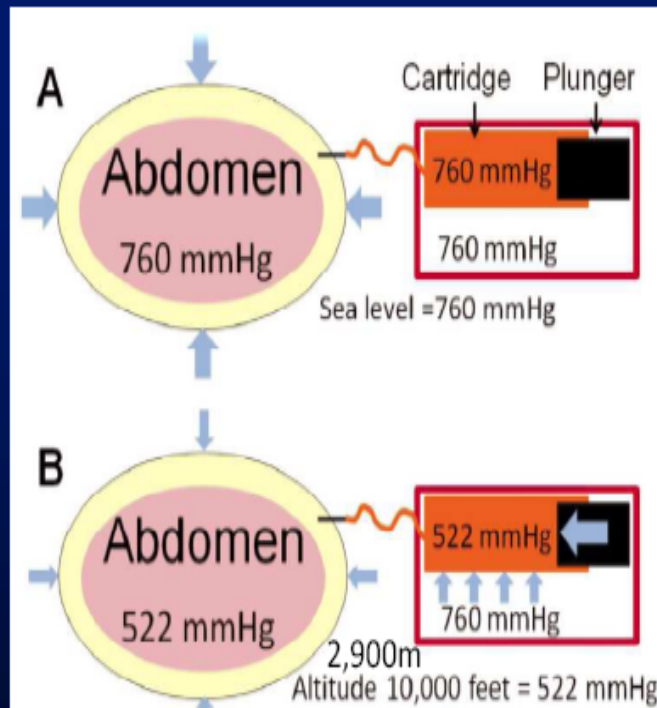 A
Cartridge Plunger
Abdomen
760 mmHg
760 mmHg
760 mmHg
Sea level =760 mmHg
B
Abdomen
522 mmHg
522 mmHg
760 mmHg
2,900m
Altitude 10,000 feet = 522 mmHg